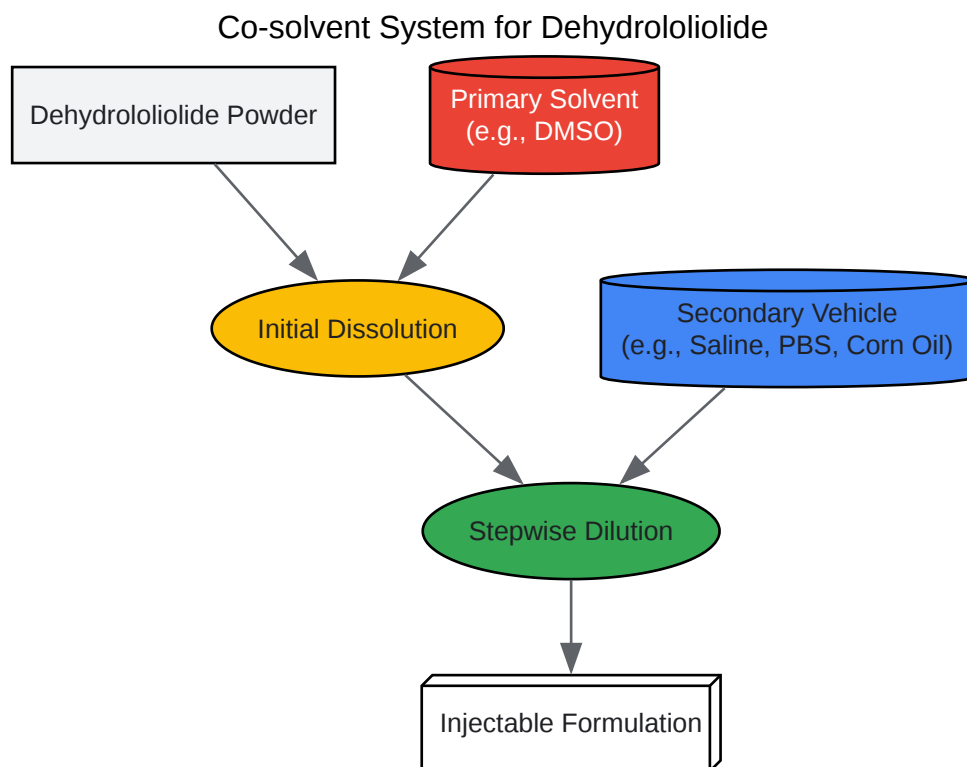 Co-solvent System for Dehydrololiolide
Dehydrololiolide Powder
Primary Solvent
(e.g., DMSO)
Initial Dissolution
Secondary Vehicle
(e.g., Saline, PBS, Corn Oil)
Stepwise Dilution
Injectable Formulation